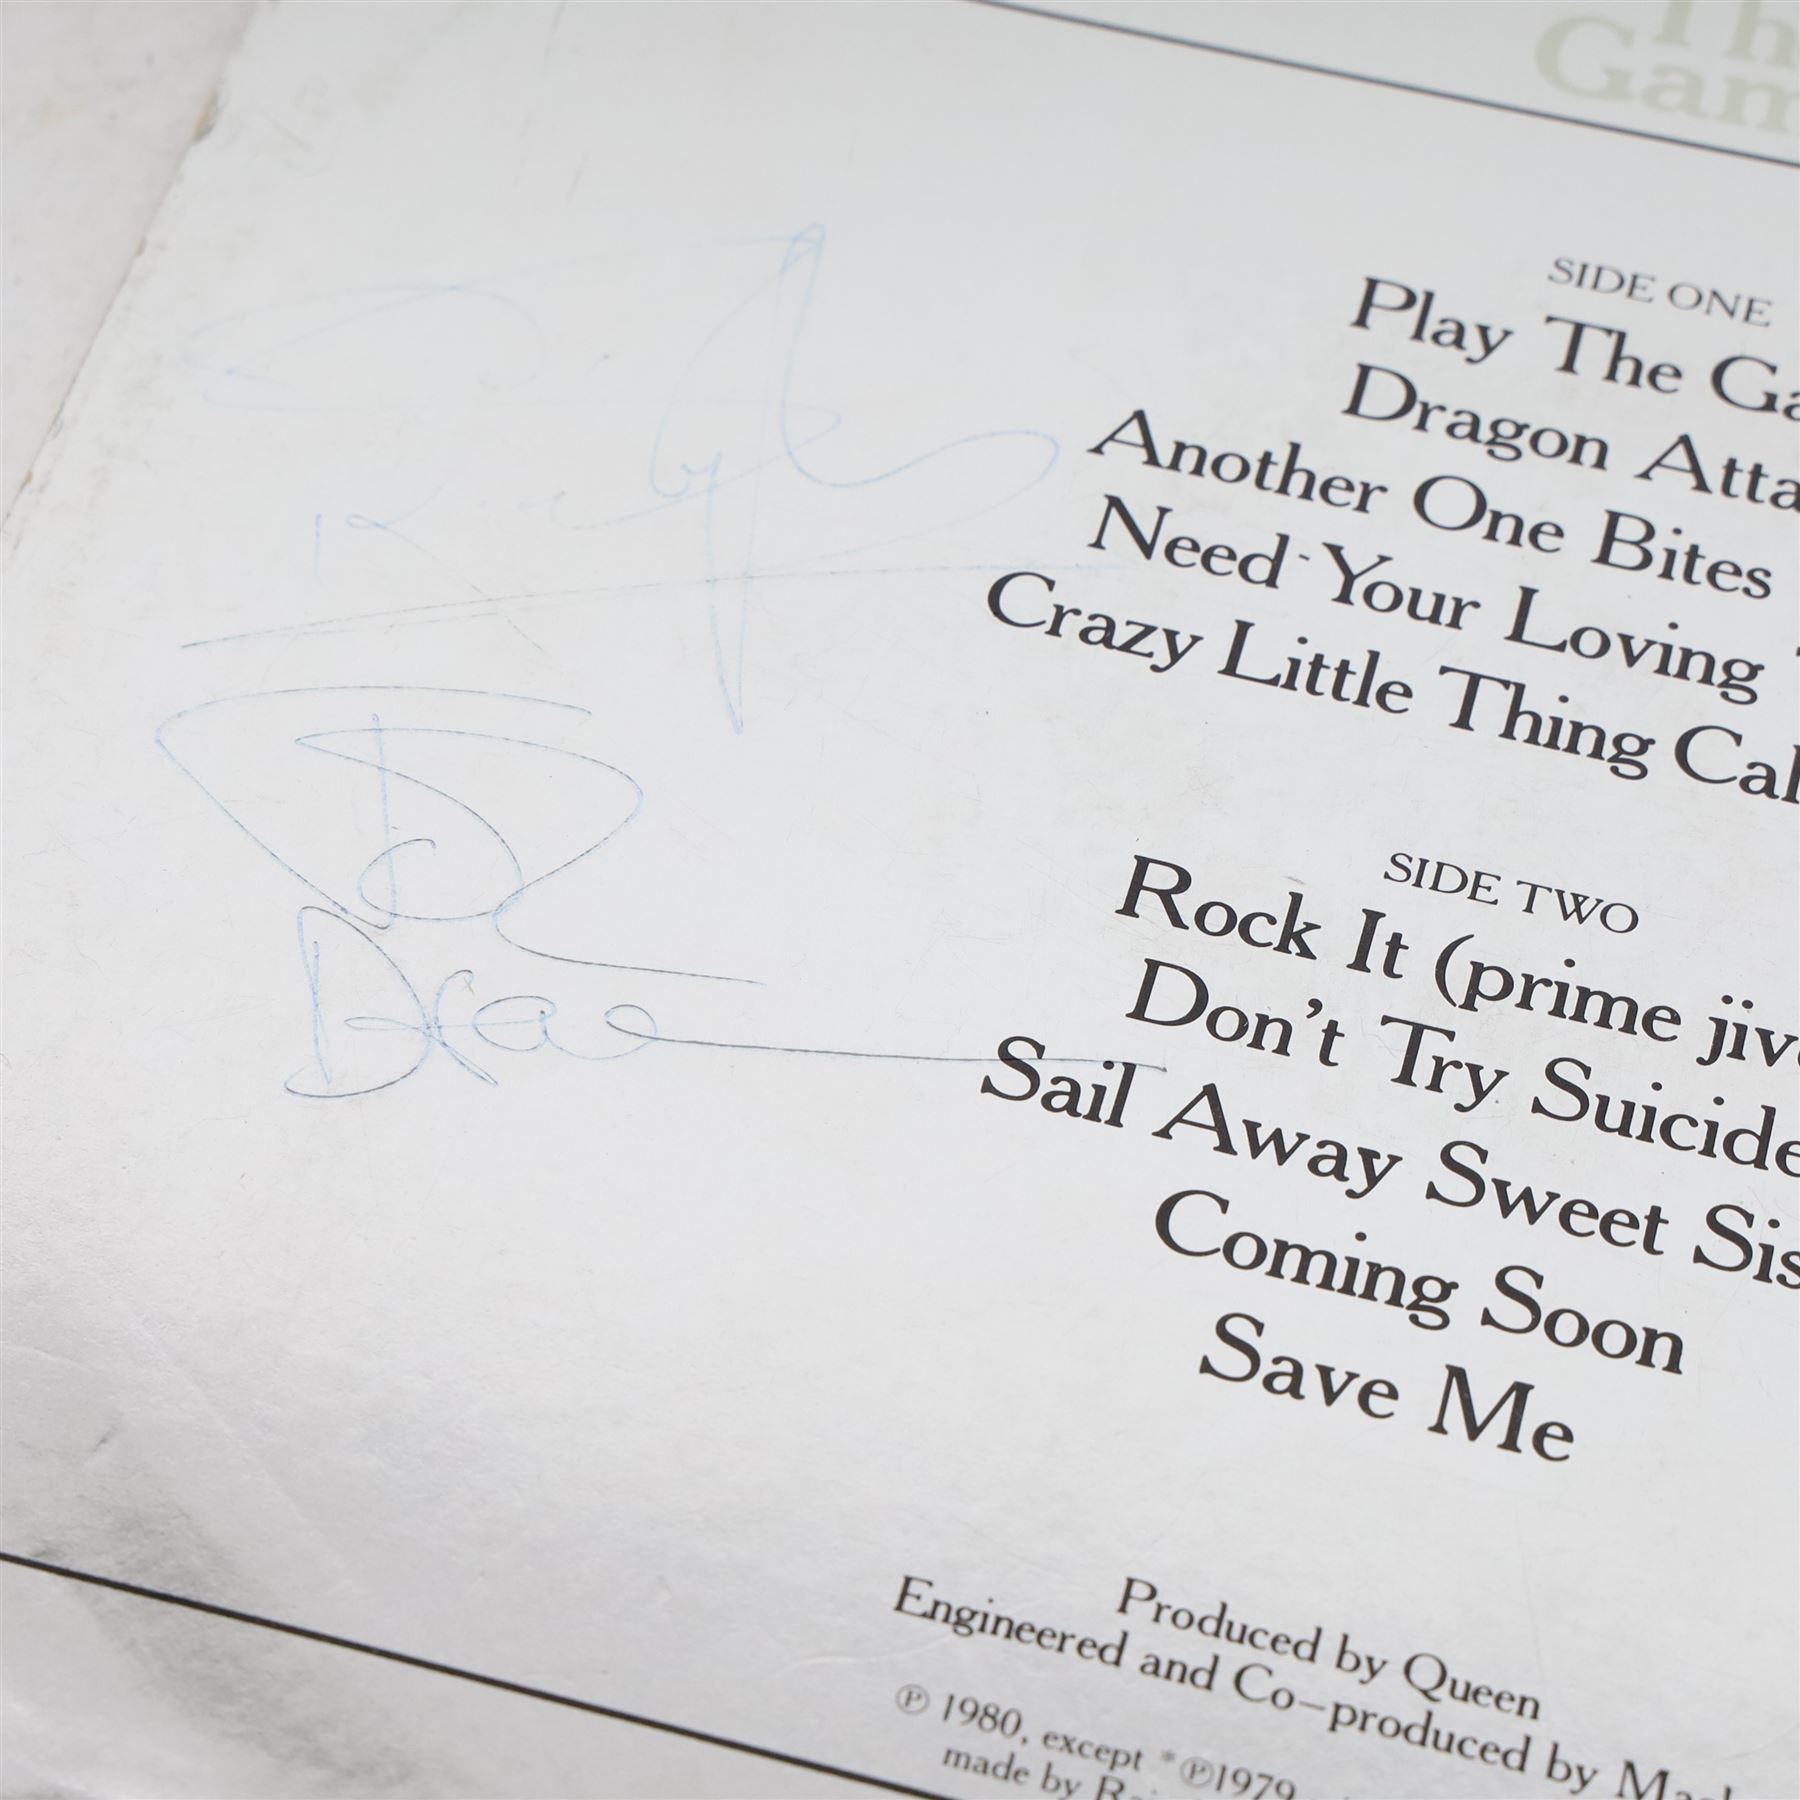 Th
Gam
SIDE ONE
Play The Ga
Dragon Atta
Another One Bites
Need Your Loving
Crazy Little Thing Cal
SIDE TWO
Rock It (prime jiv
Don't Try Suicide
Sail Away Sweet Sis
Coming Soon
Save Me
Produced by Queen
Engineered and Co-produced by Mack
℗ 1980, except *℗1979
made by